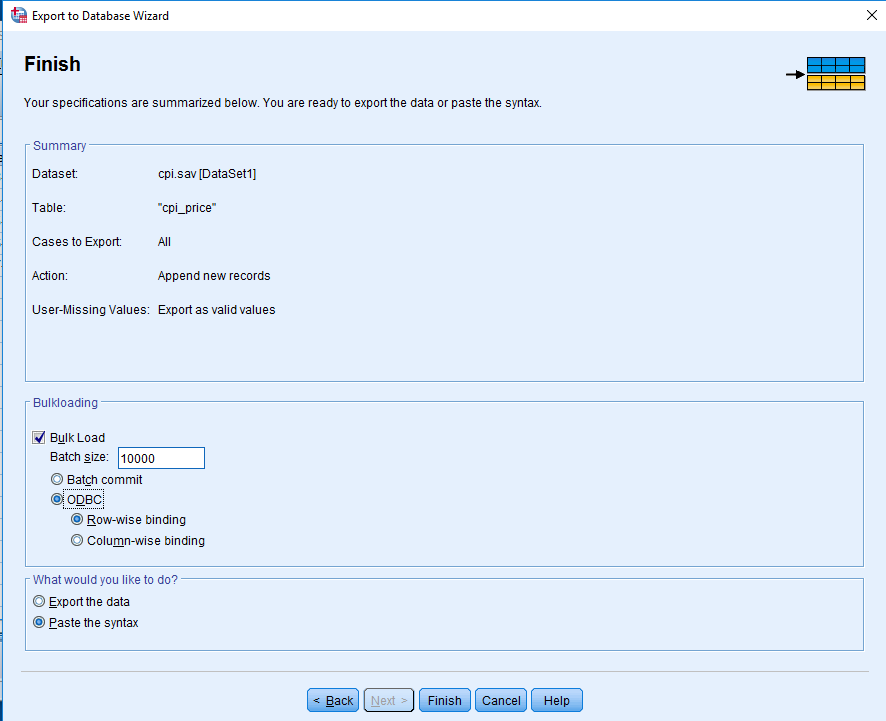 Export to Database Wizard
Finish
Your specifications are summarized below. You are ready to export the data or paste the syntax.
Summary
Dataset: cpi.sav [DataSet1]
Table: "cpi_price"
Cases to Export: All
Action: Append new records
User-Missing Values: Export as valid values
Bulkloading
Bulk Load
Batch size: 10000
Batch commit
ODBC
Row-wise binding
Column-wise binding
What would you like to do?
Export the data
Paste the syntax
< Back Next > Finish Cancel Help